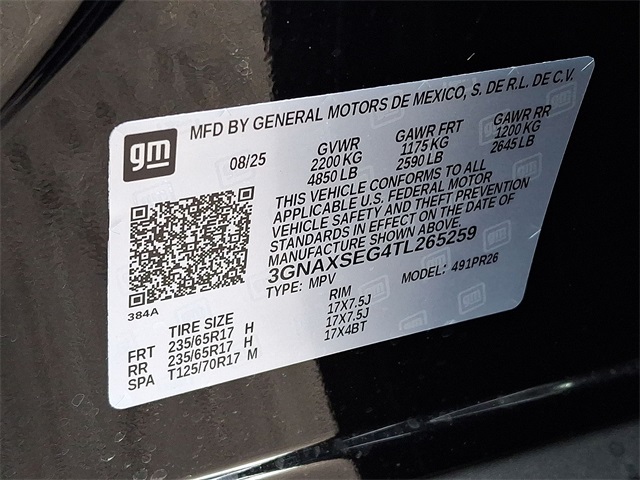 gm
MFD BY GENERAL MOTORS DE MEXICO, S. DE R.L. DE C.V.
08/25 GVWR GAWR FRT GAWR RR
2200 KG 1175 KG 1200 KG
4850 LB 2590 LB 2645 LB
THIS VEHICLE CONFORMS TO ALL
APPLICABLE U.S. FEDERAL MOTOR
VEHICLE SAFETY AND THEFT PREVENTION
STANDARDS IN EFFECT ON THE DATE OF
MANUFACTURE SHOWN ABOVE.
3GNAXSEG4TL265259
TYPE: MPV MODEL: 491PR26
384A
TIRE SIZE RIM
FRT 235/65R17 H 17X7.5J
RR 235/65R17 H 17X7.5J
SPA T125/70R17 M 17X4BT